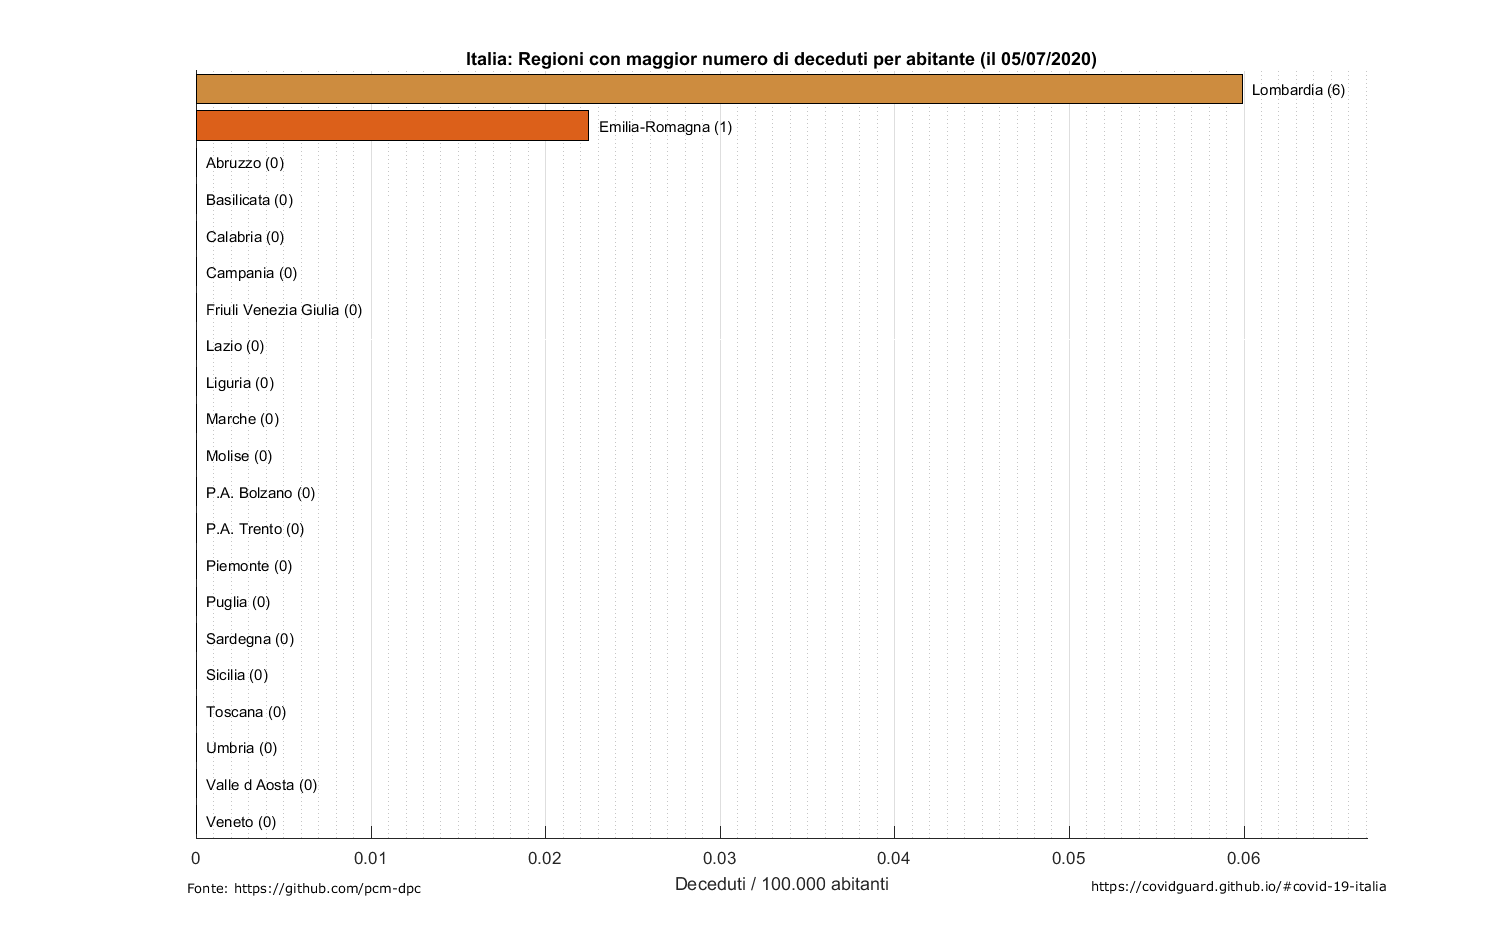 Italia: Regioni con maggior numero di deceduti per abitante (il 05/07/2020)
Lombardia (6)
Emilia-Romagna (1)
Abruzzo (0)
Basilicata (0)
Calabria (0)
Campania (0)
Friuli Venezia Giulia (0)
Lazio (0)
Liguria (0)
Marche (0)
Molise (0)
P.A. Bolzano (0)
P.A. Trento (0)
Piemonte (0)
Puglia (0)
Sardegna (0)
Sicilia (0)
Toscana (0)
Umbria (0)
Valle d Aosta (0)
Veneto (0)
0 0.01 0.02 0.03 0.04 0.05 0.06
Deceduti / 100.000 abitanti
Fonte: https://github.com/pcm-dpc
https://covidguard.github.io/#covid-19-italia